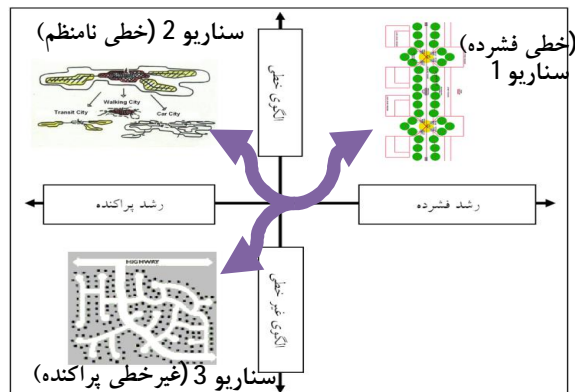 (خطی فشرده)
سناریو 1
سناریو 2 (خطی نامنظم)
Walking City
Transit City
Car City
الگوی خطی
رشد فشرده
رشد پراکنده
الگوی غیر خطی
HIGHWAY
سناریو 3 (غیرخطی پراکنده)